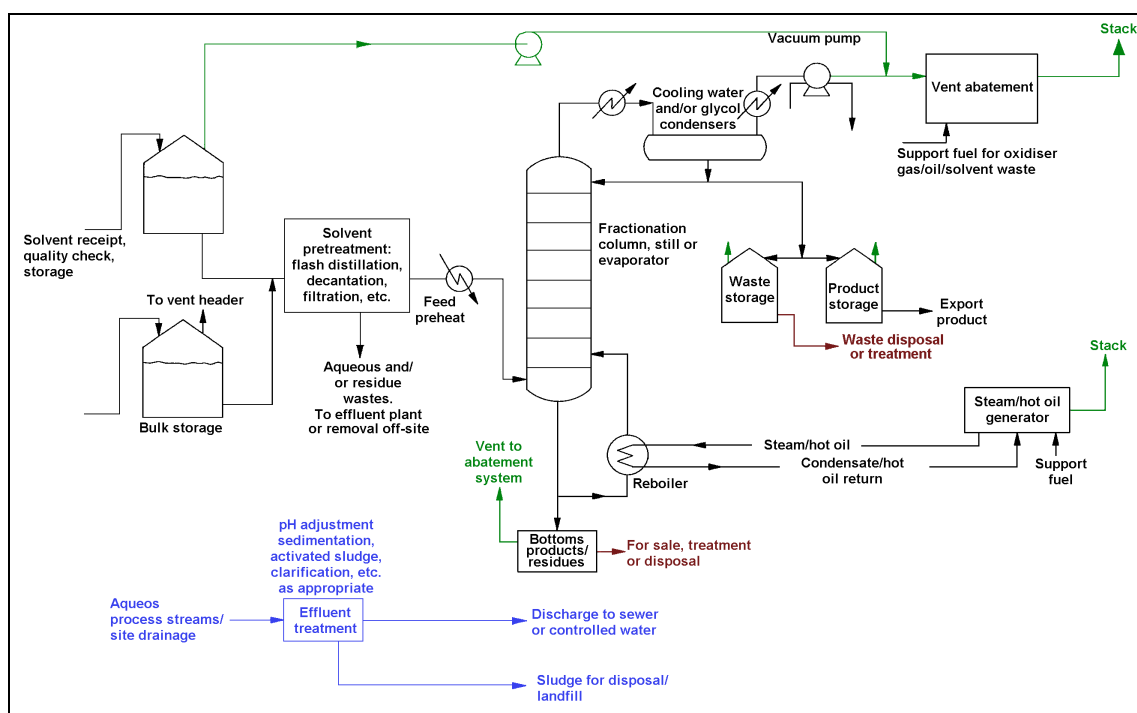 Stack
Vacuum pump
Cooling water
and/or glycol
condensers
Vent abatement
Support fuel for oxidiser
gas/oil/solvent waste
Solvent receipt,
quality check,
storage
Solvent
pretreatment:
flash distillation,
decantation,
filtration, etc.
Feed
preheat
Fractionation
column, still or
evaporator
Waste
storage
Product
storage
Export
product
Waste disposal
or treatment
To vent header
Bulk storage
Aqueous and/
or residue
wastes.
To effluent plant
or removal off-site
Stack
Steam/hot oil
generator
Steam/hot oil
Condensate/hot
oil return
Support
fuel
Reboiler
Vent to
abatement
system
Bottoms
products/
residues
For sale, treatment
or disposal
pH adjustment
sedimentation,
activated sludge,
clarification, etc.
as appropriate
Aqueos
process streams/
site drainage
Effluent
treatment
Discharge to sewer
or controlled water
Sludge for disposal/
landfill